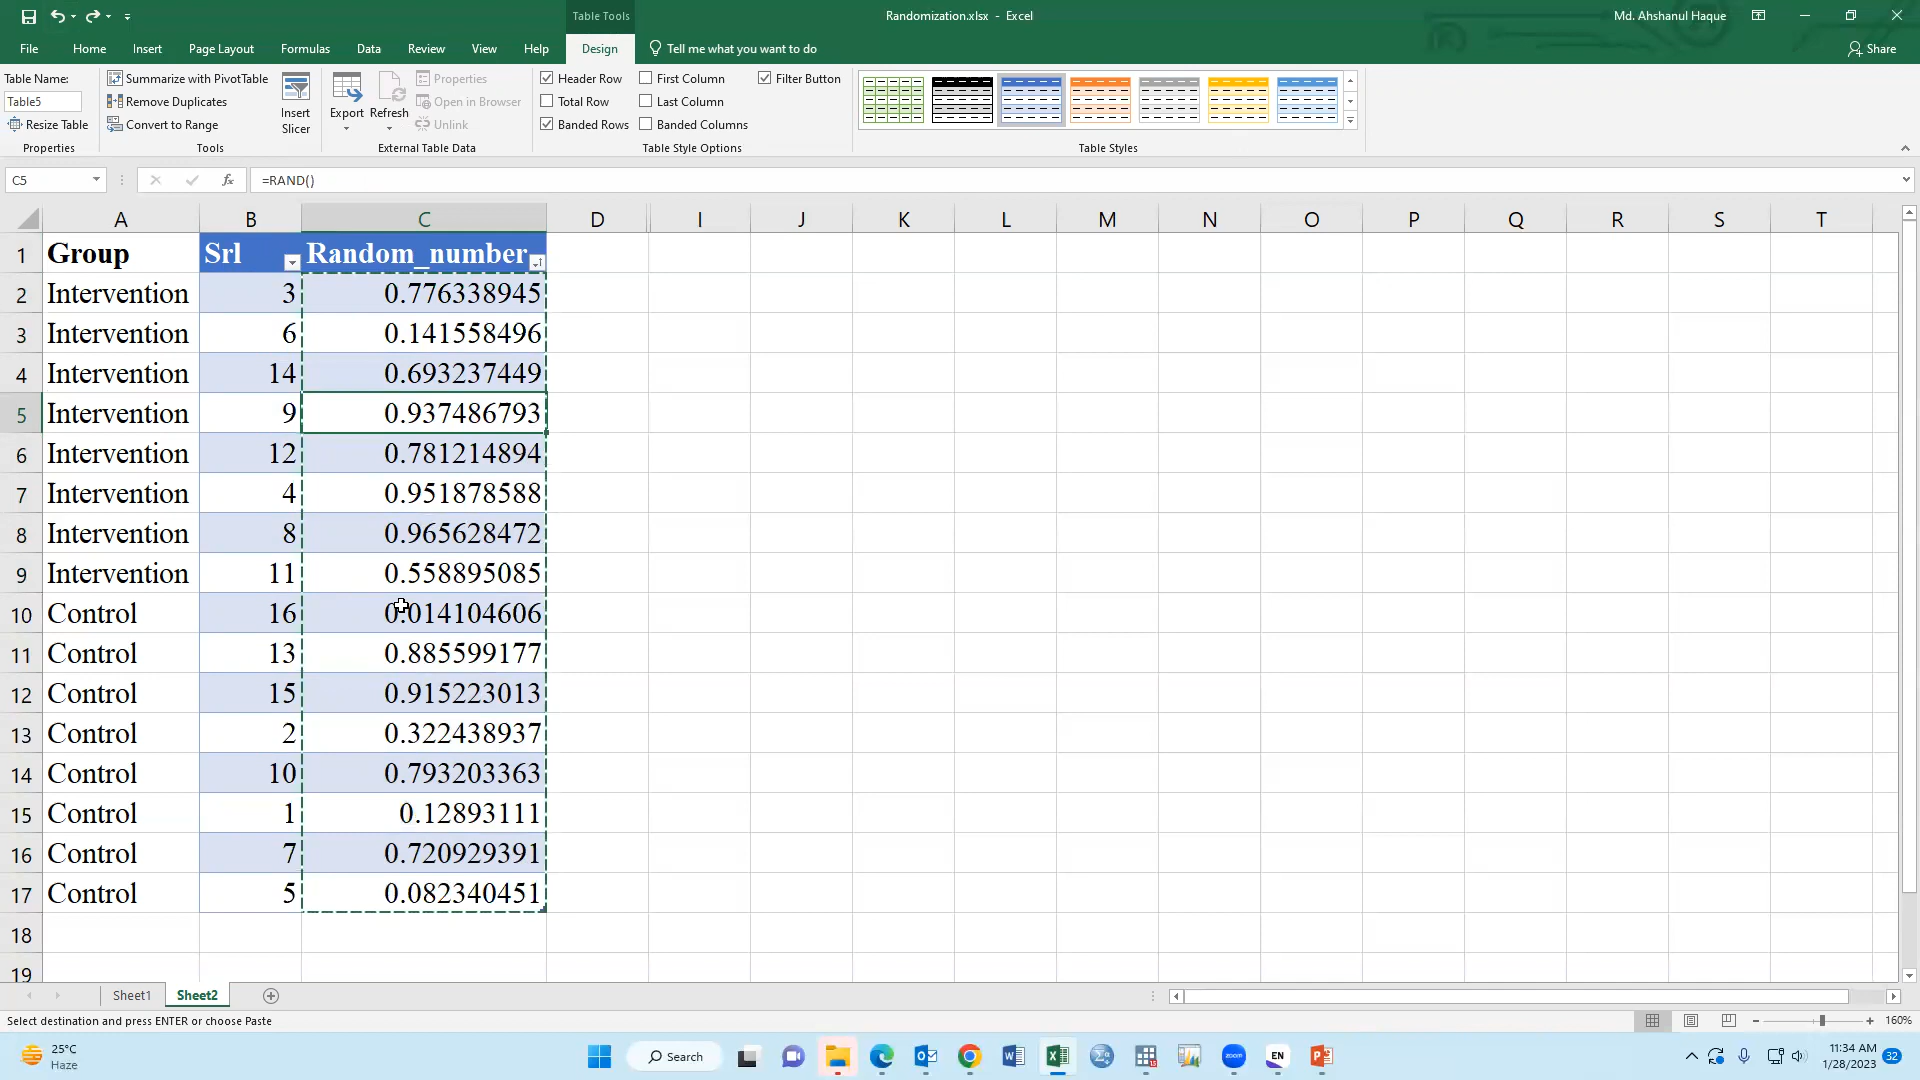 Table Tools
Randomization.xlsx - Excel
Md. Ahshanul Haque
File Home Insert Page Layout Formulas Data Review View Help Design Tell me what you want to do Share
Table Name: Summarize with PivotTable Properties Header Row First Column Filter Button
Table5 Remove Duplicates Open in Browser Total Row Last Column
Resize Table Convert to Range Insert Slicer Export Refresh Unlink Banded Rows Banded Columns
Properties Tools External Table Data Table Style Options Table Styles
C5 fx =RAND()
A B C D I J K L M N O P Q R S T
1 Group Srl Random_number
2 Intervention 3 0.776338945
3 Intervention 6 0.141558496
4 Intervention 14 0.693237449
5 Intervention 9 0.937486793
6 Intervention 12 0.781214894
7 Intervention 4 0.951878588
8 Intervention 8 0.965628472
9 Intervention 11 0.558895085
10 Control 16 0.014104606
11 Control 13 0.885599177
12 Control 15 0.915223013
13 Control 2 0.322438937
14 Control 10 0.793203363
15 Control 1 0.12893111
16 Control 7 0.720929391
17 Control 5 0.082340451
18
19
Sheet1 Sheet2
Select destination and press ENTER or choose Paste
160%
25°C
Haze
Search
zoom
EN
11:34 AM
1/28/2023
32